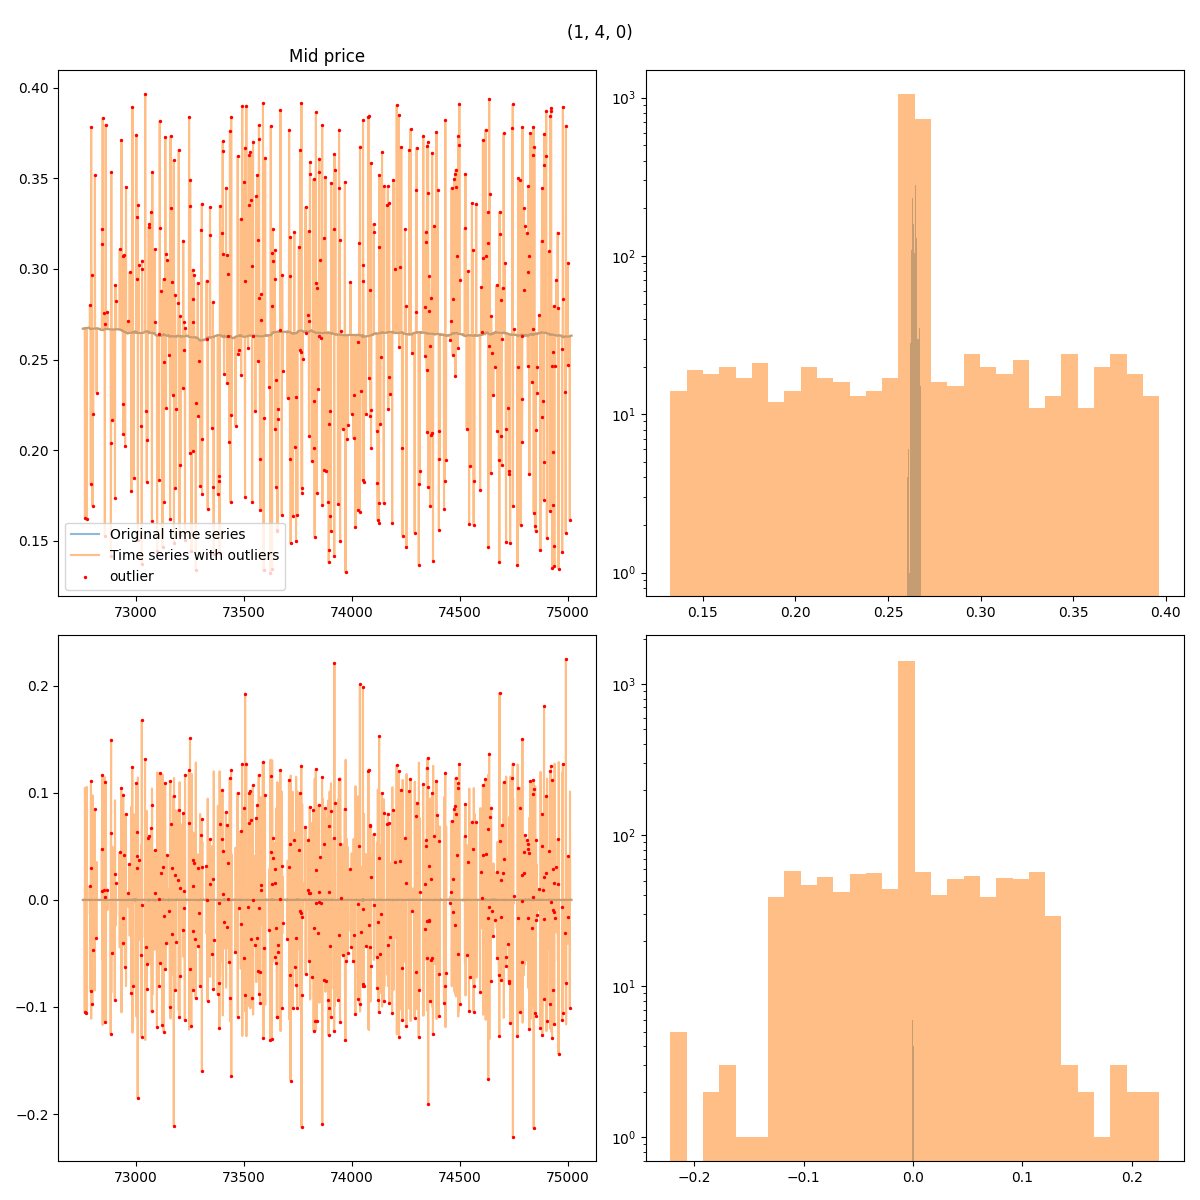 (1, 4, 0)
Mid price
0.40
0.35
0.30
0.25
0.20
0.15
Original time series
Time series with outliers
outlier
73000 73500 74000 74500 75000
10³
10²
10¹
10⁰
0.15 0.20 0.25 0.30 0.35 0.40
0.2
0.1
0.0
−0.1
−0.2
73000 73500 74000 74500 75000
10³
10²
10¹
10⁰
−0.2 −0.1 0.0 0.1 0.2